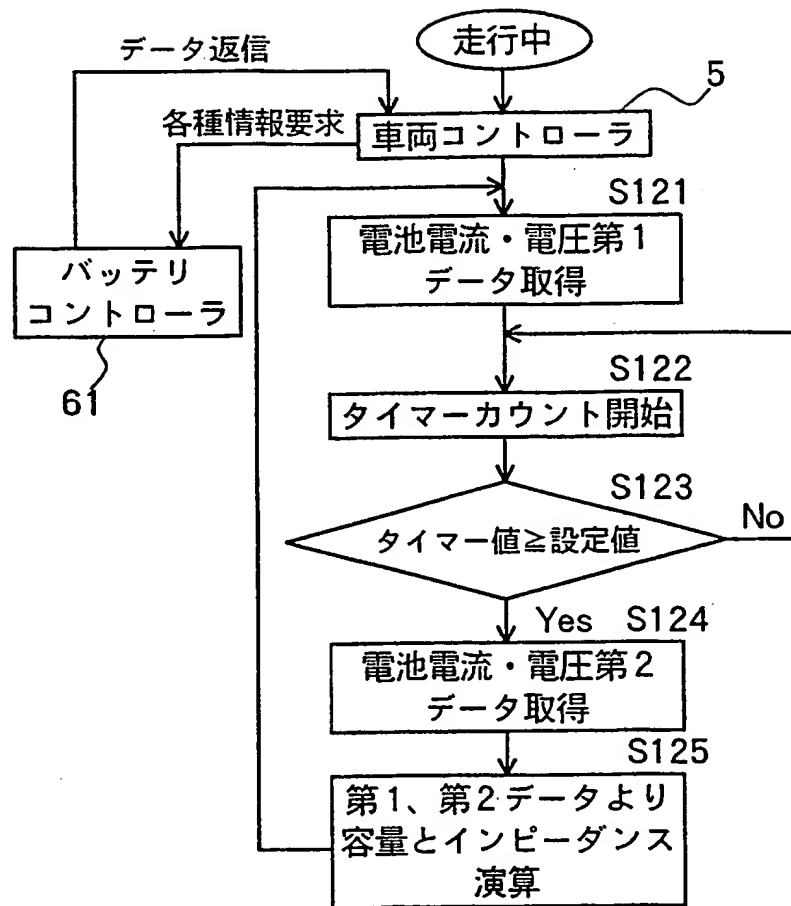 走行中
データ返信
5
各種情報要求
車両コントローラ
S121
電池電流・電圧第1
データ取得
バッテリ
コントローラ
61
S122
タイマーカウント開始
S123
タイマー値≧設定値
No
Yes
S124
電池電流・電圧第2
データ取得
S125
第1、第2データより
容量とインピーダンス
演算